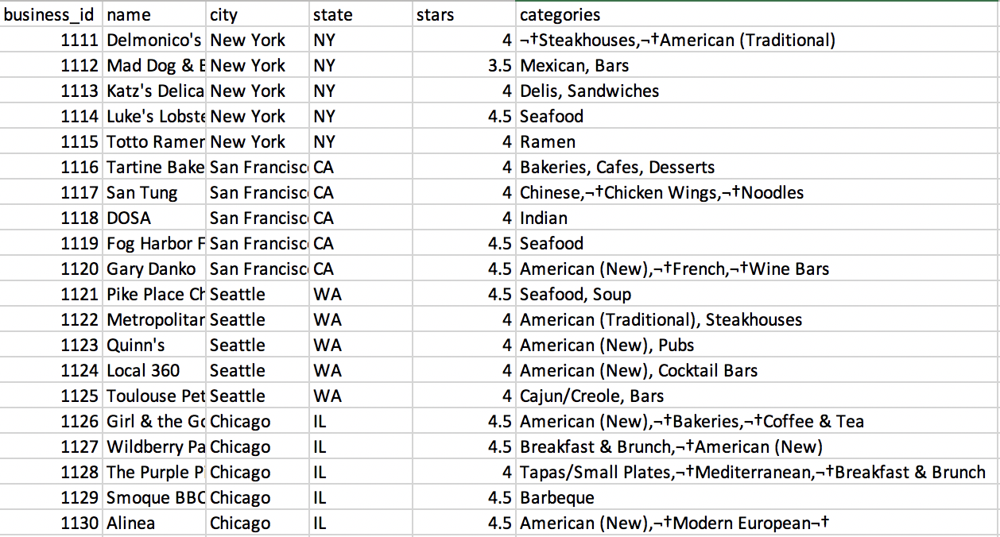 business_id name city state stars categories
1111 Delmonico's New York NY 4 ¬†Steakhouses,¬†American (Traditional)
1112 Mad Dog & New York NY 3.5 Mexican, Bars
1113 Katz's Delica New York NY 4 Delis, Sandwiches
1114 Luke's Lobste New York NY 4.5 Seafood
1115 Totto Ramen New York NY 4 Ramen
1116 Tartine Bake San Francisc CA 4 Bakeries, Cafes, Desserts
1117 San Tung San Francisc CA 4 Chinese,¬†Chicken Wings,¬†Noodles
1118 DOSA San Francisc CA 4 Indian
1119 Fog Harbor F San Francisc CA 4.5 Seafood
1120 Gary Danko San Francisc CA 4.5 American (New),¬†French,¬†Wine Bars
1121 Pike Place Ch Seattle WA 4.5 Seafood, Soup
1122 Metropolitan Seattle WA 4 American (Traditional), Steakhouses
1123 Quinn's Seattle WA 4 American (New), Pubs
1124 Local 360 Seattle WA 4 American (New), Cocktail Bars
1125 Toulouse Pet Seattle WA 4 Cajun/Creole, Bars
1126 Girl & the Go Chicago IL 4.5 American (New),¬†Bakeries,¬†Coffee & Tea
1127 Wildberry Pa Chicago IL 4.5 Breakfast & Brunch,¬†American (New)
1128 The Purple P Chicago IL 4 Tapas/Small Plates,¬†Mediterranean,¬†Breakfast & Brunch
1129 Smoque BBQ Chicago IL 4.5 Barbeque
1130 Alinea Chicago IL 4.5 American (New),¬†Modern European¬†